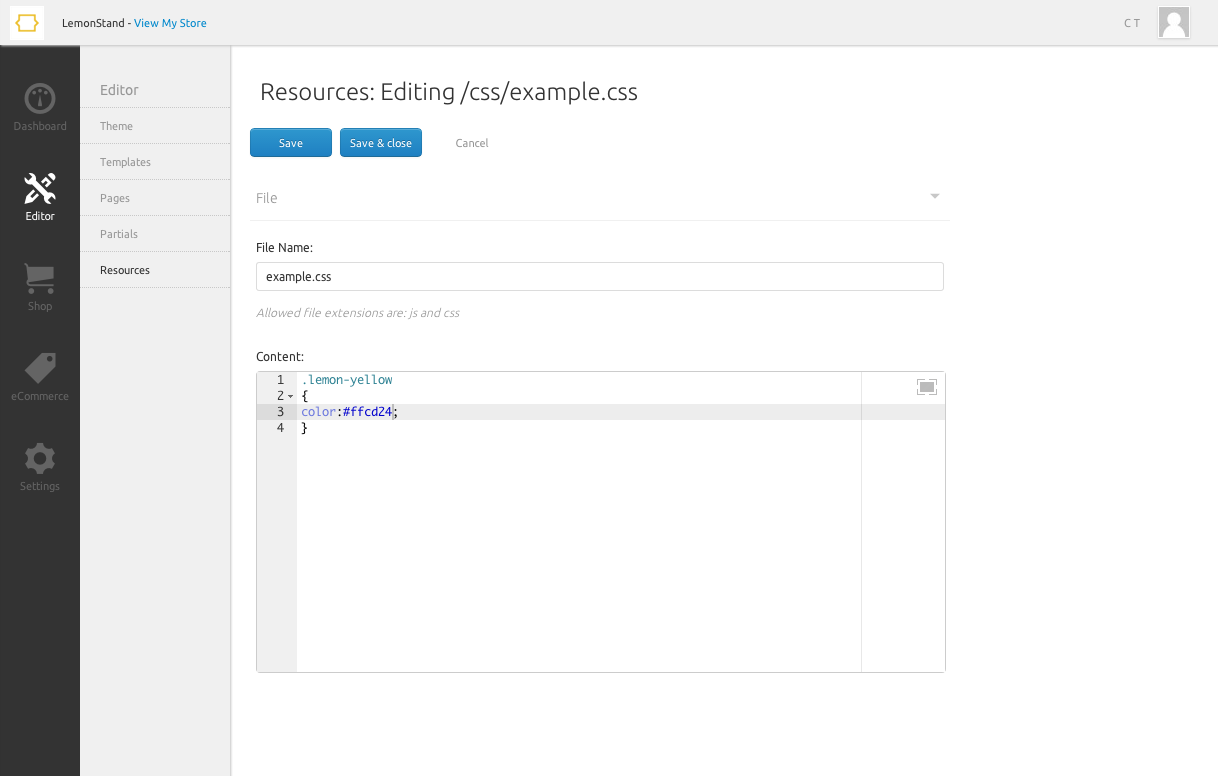 LemonStand - View My Store
C T
Dashboard
Editor
Shop
eCommerce
Settings
Editor
Theme
Templates
Pages
Partials
Resources
Resources: Editing /css/example.css
Save
Save & close
Cancel
File
File Name:
example.css
Allowed file extensions are: js and css
Content:
1 .lemon-yellow
2 {
3 color:#ffcd24;
4 }